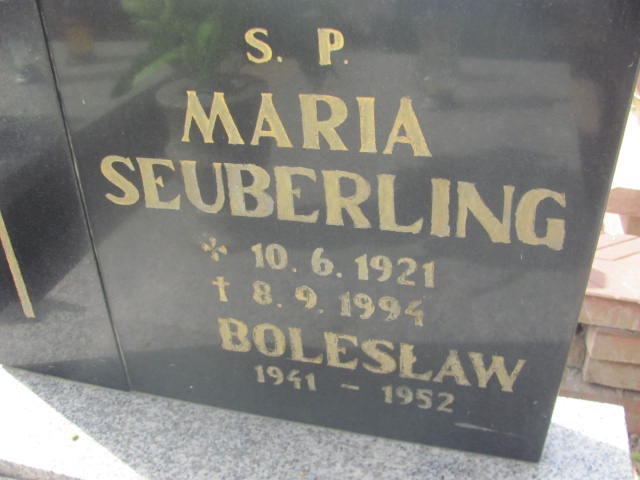 S. P.
MARIA
SEUBERLING
* 10. 6. 1921
† 8. 9. 1994
BOLESŁAW
1941 - 1952